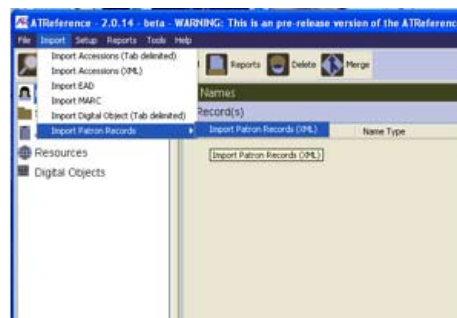 ATReference - 2.0.14 - beta - WARNING: This is an pre-release version of the ATReferenc
File Import Setup Reports Tools Help
Import Accessions (Tab delimited)
Import Accessions (XML)
Import EAD
Import MARC
Import Digital Object (Tab delimited)
Import Patron Records
Import Patron Records (XML)
Reports Delete Merge
Names
Record(s)
Name Type
Import Patron Records (XML)
Resources
Digital Objects